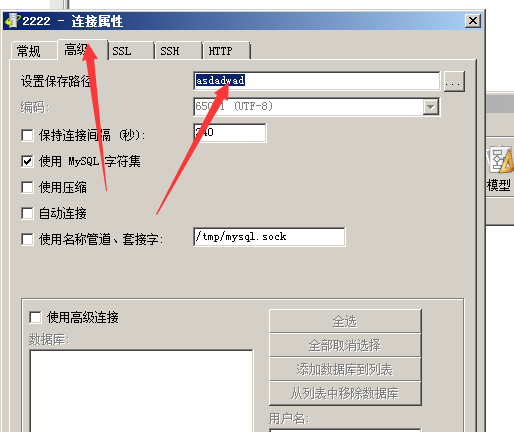 2222 - 连接属性
常规 高级 SSL SSH HTTP
设置保存路径: asdadwad ...
编码: (UTF-8)
保持连接间隔 (秒): 240
使用 MySQL 字符集
使用压缩
自动连接
使用名称管道、套接字: /tmp/mysql.sock
使用高级连接
数据库:
全选
全部取消选择
添加数据库到列表
从列表中移除数据库
用户名:
模型